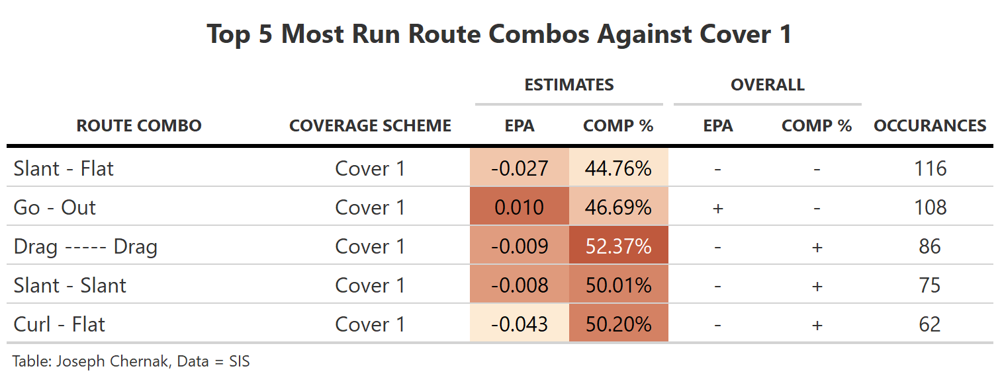 Top 5 Most Run Route Combos Against Cover 1
ESTIMATES OVERALL
ROUTE COMBO COVERAGE SCHEME EPA COMP % EPA COMP % OCCURANCES
Slant - Flat Cover 1 -0.027 44.76% - - 116
Go - Out Cover 1 0.010 46.69% + - 108
Drag ----- Drag Cover 1 -0.009 52.37% - + 86
Slant - Slant Cover 1 -0.008 50.01% - + 75
Curl - Flat Cover 1 -0.043 50.20% - + 62
Table: Joseph Chernak, Data = SIS